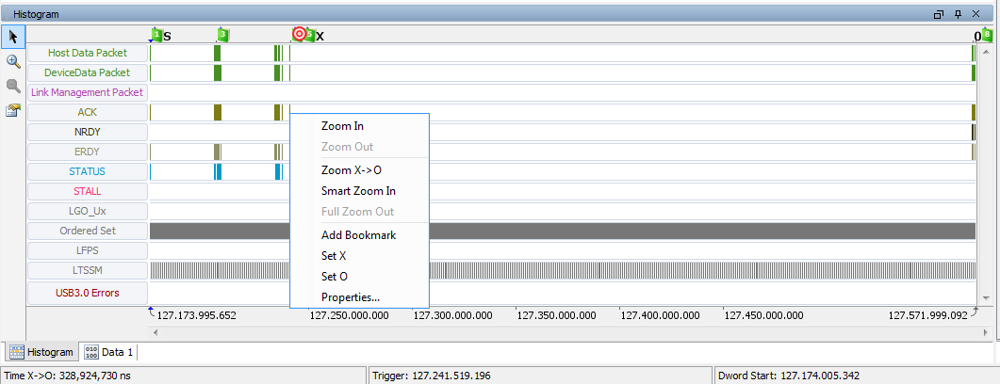 Histogram
1 S 3 5 X O 8
Host Data Packet
DeviceData Packet
Link Management Packet
ACK
NRDY
ERDY
STATUS
STALL
LGO_Ux
Ordered Set
LFPS
LTSSM
USB3.0 Errors
Zoom In
Zoom Out
Zoom X->O
Smart Zoom In
Full Zoom Out
Add Bookmark
Set X
Set O
Properties...
127.173.995.652 127.250.000.000 127.300.000.000 127.350.000.000 127.400.000.000 127.450.000.000 127.571.999.092
Histogram 010 100 Data 1
Time X->O: 328,924,730 ns Trigger: 127.241.519.196 Dword Start: 127.174.005.342